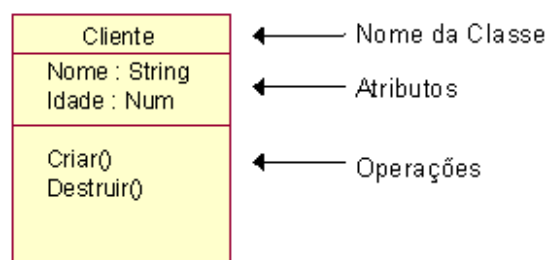 Cliente
Nome da Classe
Nome : String
Idade : Num
Atributos
Criar()
Destruir()
Operações